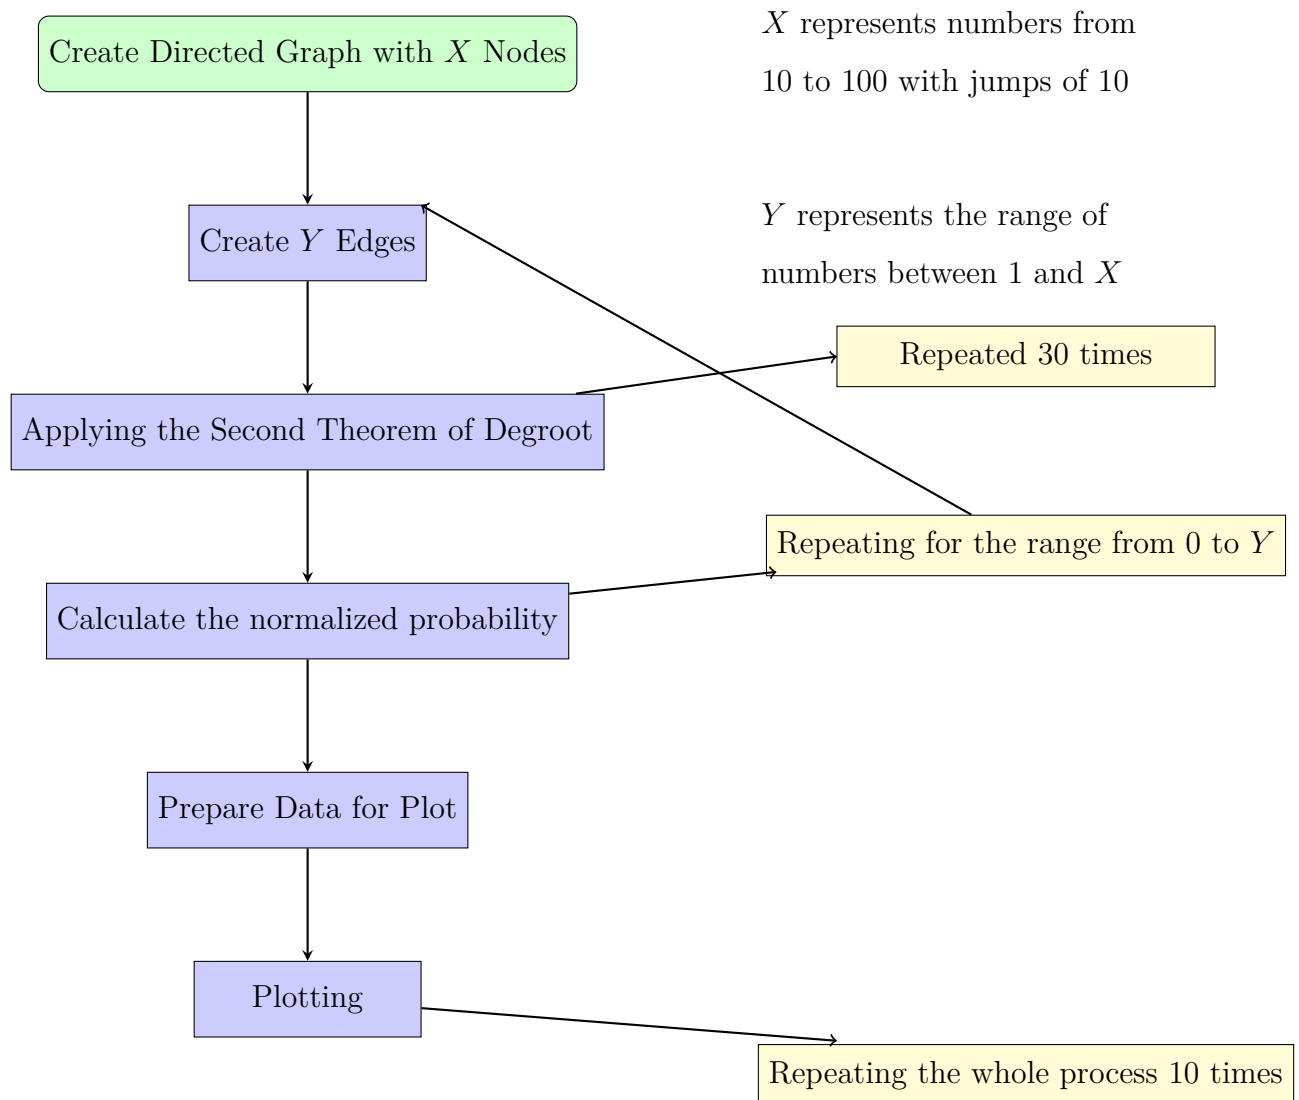 Create Directed Graph with X Nodes
X represents numbers from
10 to 100 with jumps of 10
Create Y Edges
Y represents the range of
numbers between 1 and X
Repeated 30 times
Applying the Second Theorem of Degroot
Repeating for the range from 0 to Y
Calculate the normalized probability
Prepare Data for Plot
Plotting
Repeating the whole process 10 times